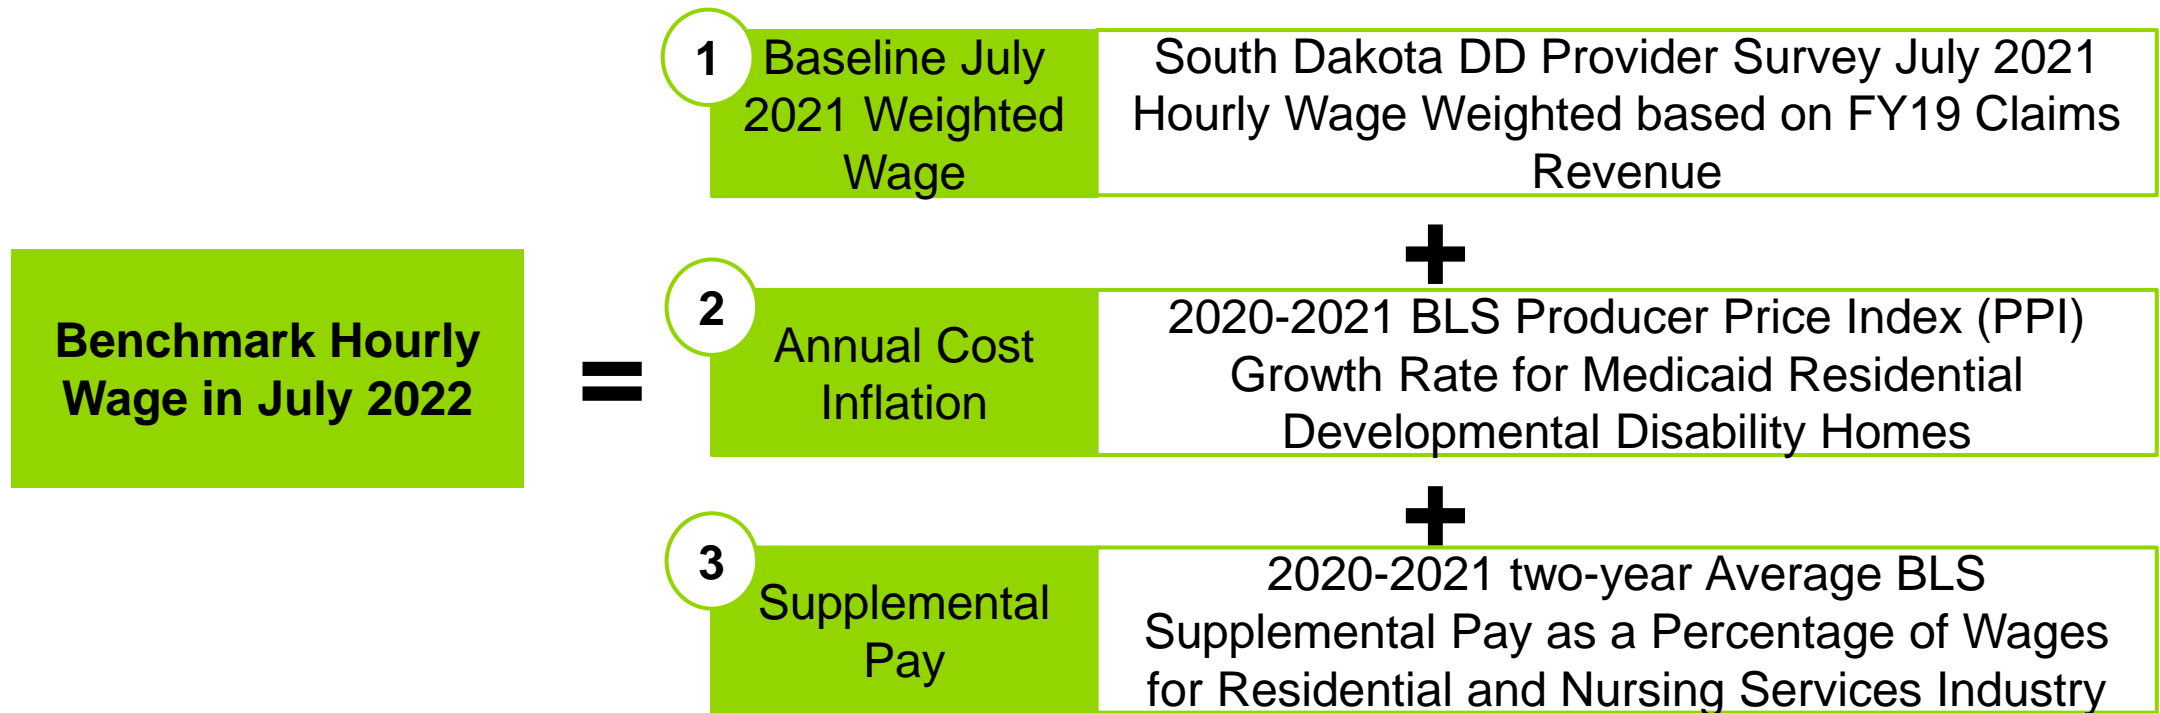 1
Baseline July
2021 Weighted
Wage
South Dakota DD Provider Survey July 2021
Hourly Wage Weighted based on FY19 Claims
Revenue
+
Benchmark Hourly
Wage in July 2022
=
2
Annual Cost
Inflation
2020-2021 BLS Producer Price Index (PPI)
Growth Rate for Medicaid Residential
Developmental Disability Homes
+
3
Supplemental
Pay
2020-2021 two-year Average BLS
Supplemental Pay as a Percentage of Wages
for Residential and Nursing Services Industry